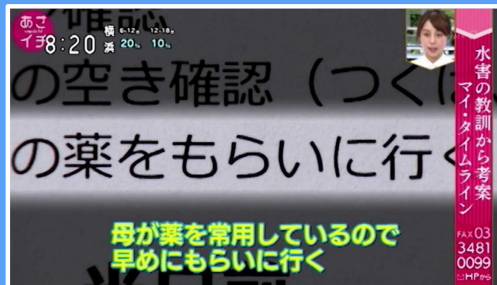 あさイチ
8:20
横浜
6-12時 12-18時
20% 10%
確認
の空き確認（つくば
の薬をもらいに行く
母が薬を常用しているので
早めにもらいに行く
水害の教訓から考案
マイ・タイムライン
FAX 03
3481
0099
HPから